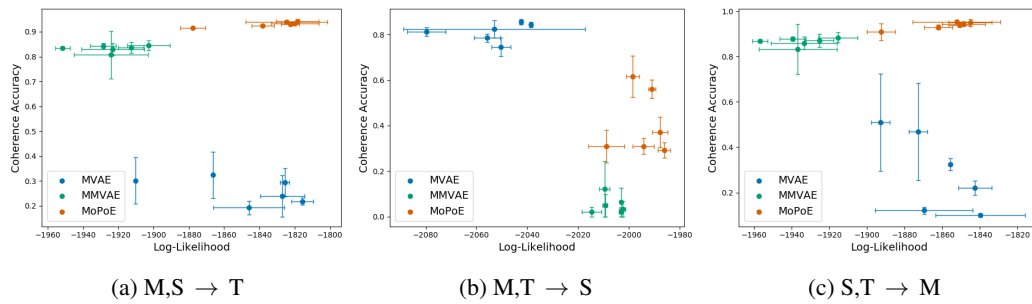 Coherence Accuracy
0.9
0.8
0.7
0.6
0.5
0.4
0.3
0.2
MVAE
MMVAE
MoPoE
−1960 −1940 −1920 −1900 −1880 −1860 −1840 −1820 −1800
Log-Likelihood
(a) M,S → T
Coherence Accuracy
0.8
0.6
0.4
0.2
0.0
MVAE
MMVAE
MoPoE
−2080 −2060 −2040 −2020 −2000 −1980
Log-Likelihood
(b) M,T → S
Coherence Accuracy
1.0
0.8
0.6
0.4
0.2
MVAE
MMVAE
MoPoE
−1960 −1940 −1920 −1900 −1880 −1860 −1840 −1820
Log-Likelihood
(c) S,T → M